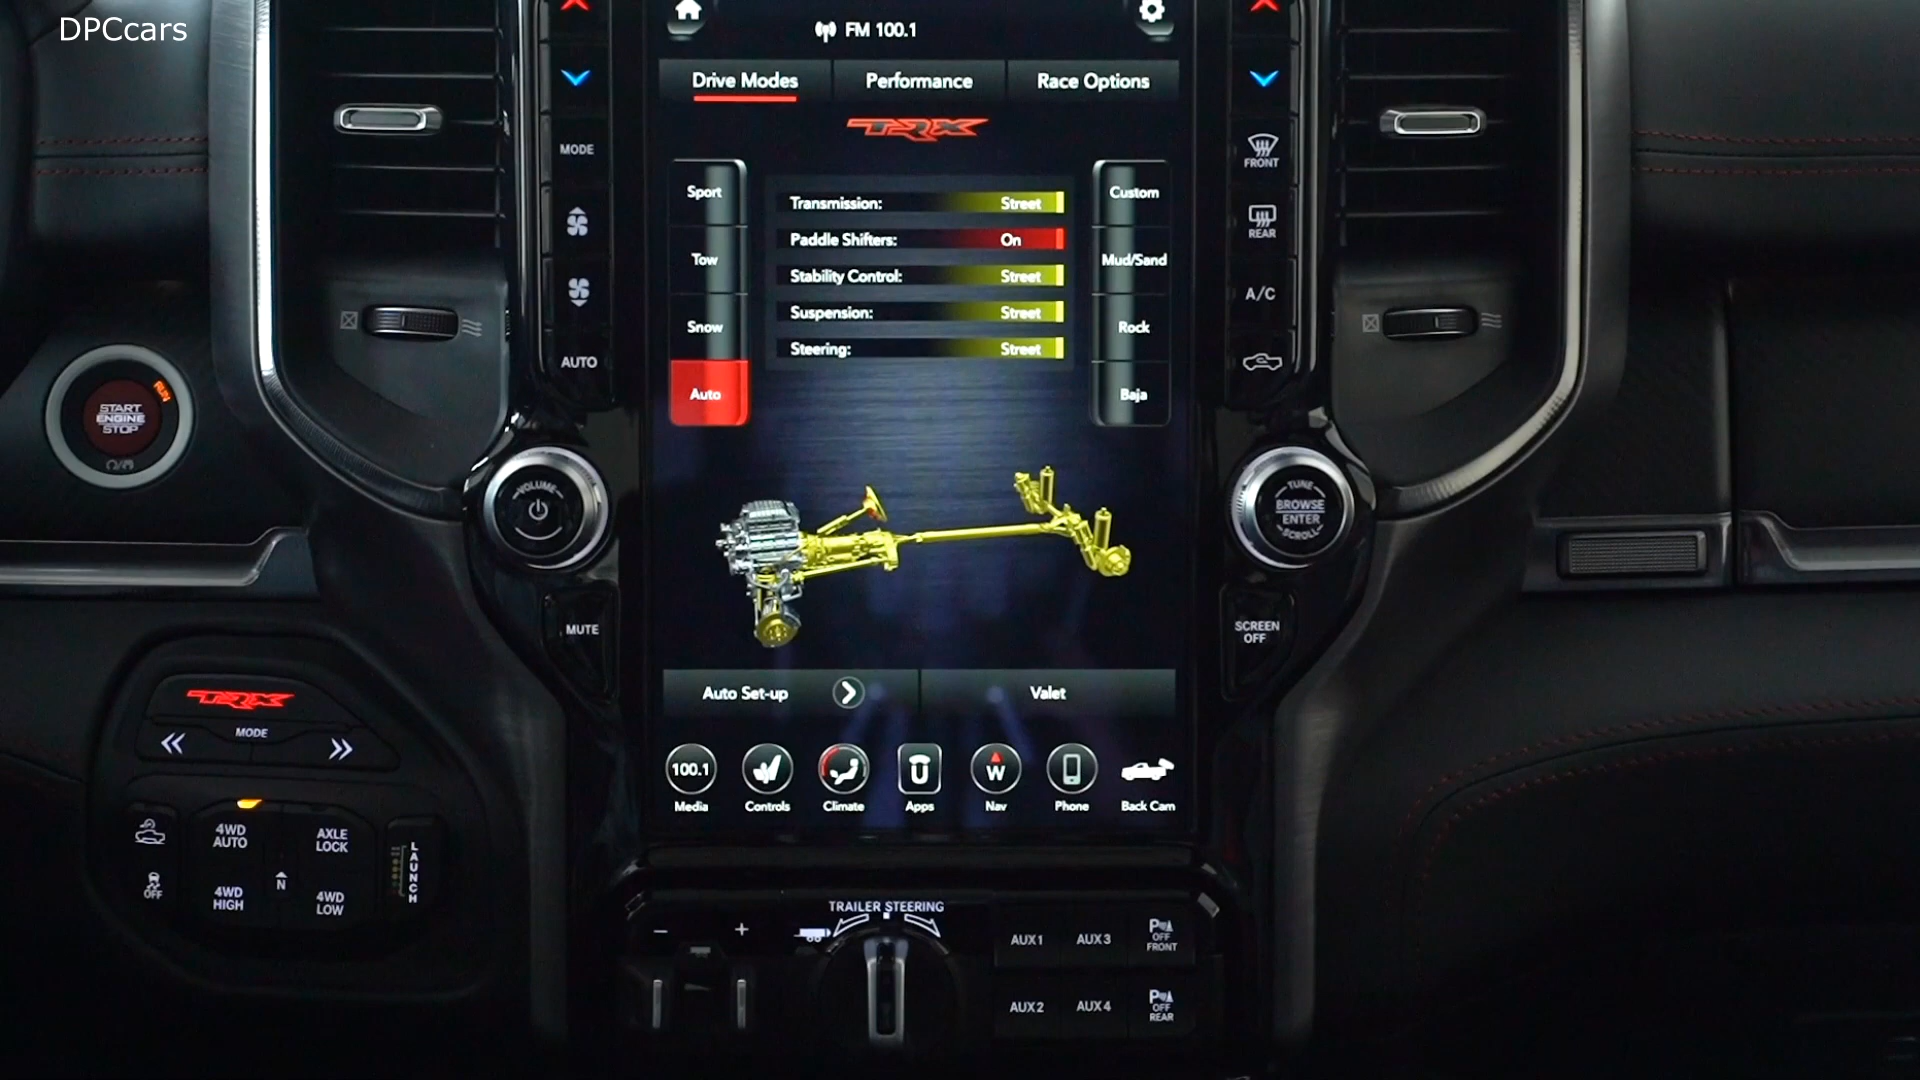 DPCcars
FM 100.1
Drive Modes
Performance
Race Options
TRX
Sport
Tow
Snow
Auto
Transmission: Street
Paddle Shifters: On
Stability Control: Street
Suspension: Street
Steering: Street
Custom
Mud/Sand
Rock
Baja
MODE
AUTO
FRONT
REAR
A/C
RUN
START
ENGINE
STOP
VOLUME
TUNE
BROWSE
ENTER
SCROLL
MUTE
SCREEN
OFF
Auto Set-up
Valet
100.1
W
Media
Controls
Climate
Apps
Nav
Phone
Back Cam
TRX
MODE
4WD
AUTO
AXLE
LOCK
OFF
4WD
HIGH
N
4WD
LOW
LAUNCH
TRAILER STEERING
AUX1
AUX3
P
OFF
FRONT
AUX2
AUX4
P
OFF
REAR